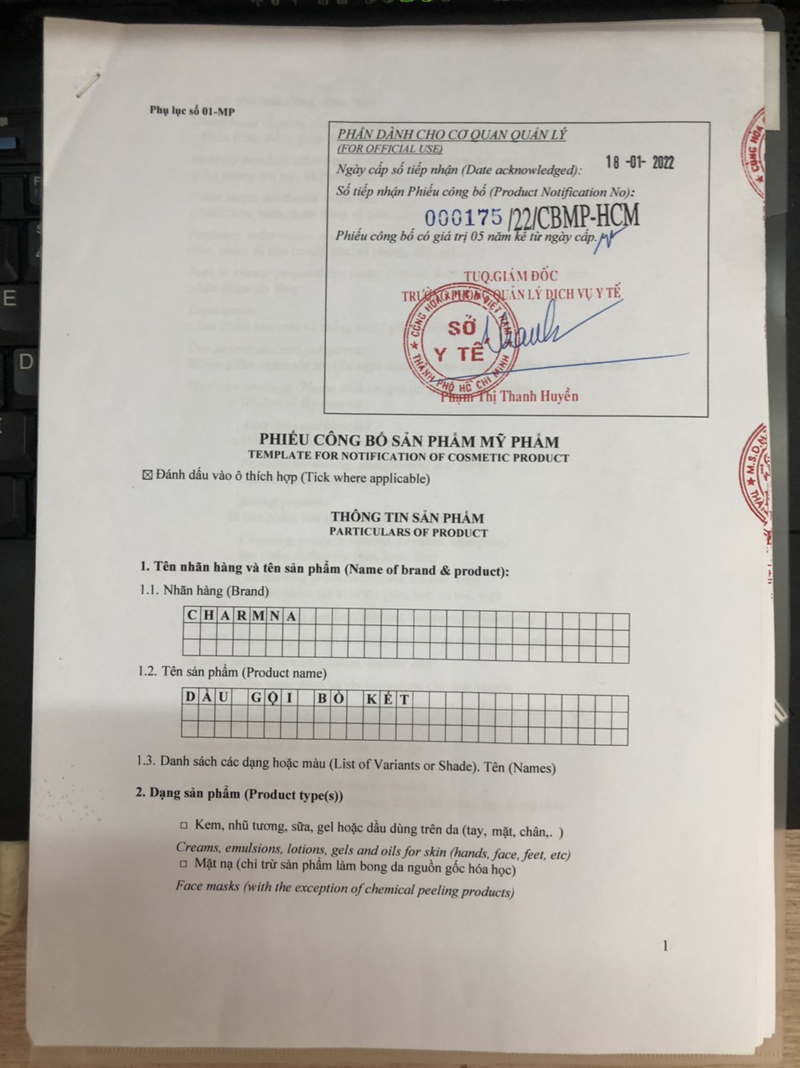 Phụ lục số 01-MP
PHẦN DÀNH CHO CƠ QUAN QUẢN LÝ
(FOR OFFICIAL USE)
Ngày cấp số tiếp nhận (Date acknowledged): 18 -01- 2022
Số tiếp nhận Phiếu công bố (Product Notification No):
000175 /22/CBMP-HCM
Phiếu công bố có giá trị 05 năm kể từ ngày cấp.
TUQ.GIÁM ĐỐC
TRƯỞNG PHÒNG QUẢN LÝ DỊCH VỤ Y TẾ
SỞ
Y TẾ
THÀNH PHỐ HỒ CHÍ MINH
Phạm Thị Thanh Huyền
PHIẾU CÔNG BỐ SẢN PHẨM MỸ PHẨM
TEMPLATE FOR NOTIFICATION OF COSMETIC PRODUCT
☒ Đánh dấu vào ô thích hợp (Tick where applicable)
THÔNG TIN SẢN PHẨM
PARTICULARS OF PRODUCT
1. Tên nhãn hàng và tên sản phẩm (Name of brand & product):
1.1. Nhãn hàng (Brand)
CHARMNA
1.2. Tên sản phẩm (Product name)
DẦU GỘI BỒ KẾT
1.3. Danh sách các dạng hoặc màu (List of Variants or Shade). Tên (Names)
2. Dạng sản phẩm (Product type(s))
□ Kem, nhũ tương, sữa, gel hoặc dầu dùng trên da (tay, mặt, chân,. )
Creams, emulsions, lotions, gels and oils for skin (hands, face, feet, etc)
□ Mặt nạ (chỉ trừ sản phẩm làm bong da nguồn gốc hóa học)
Face masks (with the exception of chemical peeling products)
1